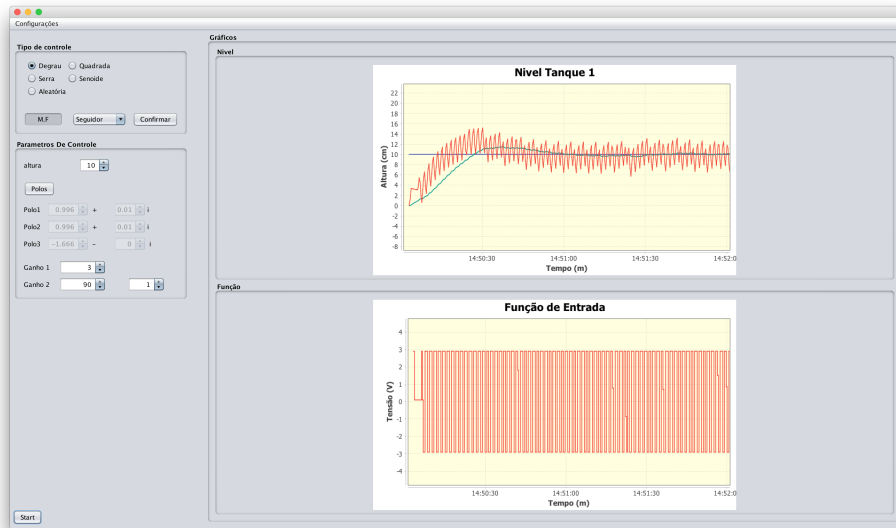 Configurações
Tipo de controle
Degrau Quadrada
Serra Senoide
Aleatória
M.F Seguidor Confirmar
Parametros De Controle
altura 10
Polos
Polo1 0.996 + 0.01 i
Polo2 0.996 + 0.01 i
Polo3 -1.666 - 0 i
Ganho 1 3
Ganho 2 90 1
Start
Gráficos
Nivel
Nivel Tanque 1
Altura (cm)
22
20
18
16
14
12
10
8
6
4
2
0
-2
-4
-6
-8
14:50:30 14:51:00 14:51:30 14:52:0
Tempo (m)
Função
Função de Entrada
Tensão (V)
4
3
2
1
0
-1
-2
-3
-4
14:50:30 14:51:00 14:51:30 14:52:0
Tempo (m)